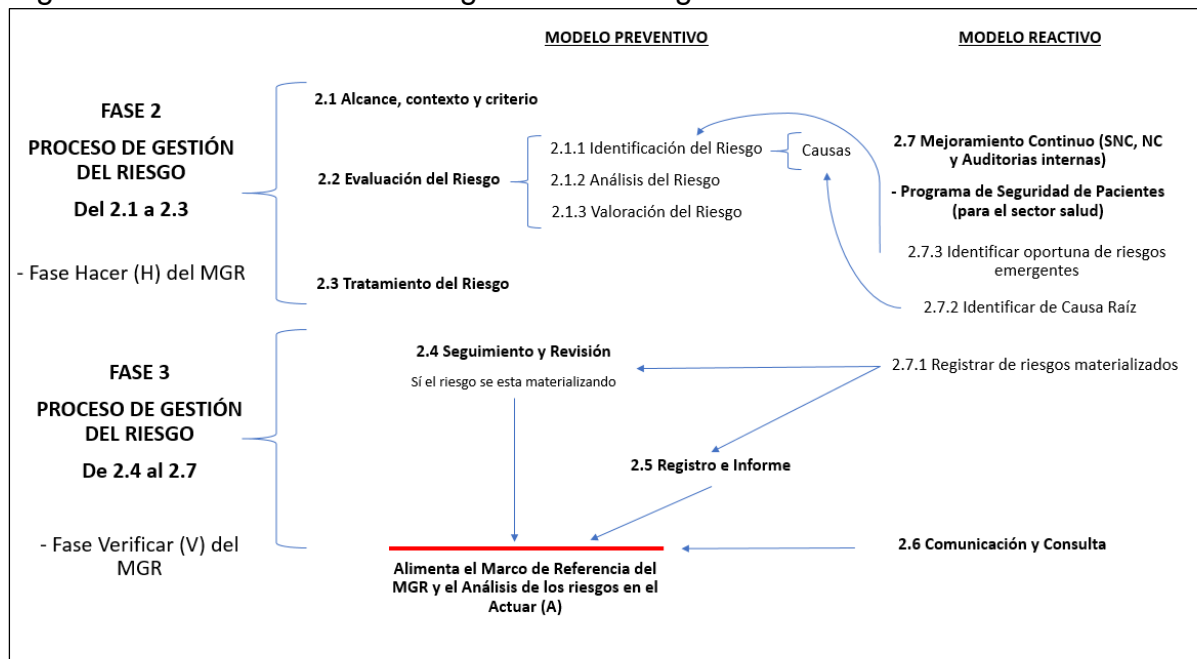 MODELO PREVENTIVO
MODELO REACTIVO
FASE 2
PROCESO DE GESTIÓN
DEL RIESGO
Del 2.1 a 2.3
- Fase Hacer (H) del MGR
2.1 Alcance, contexto y criterio
2.2 Evaluación del Riesgo
2.1.1 Identificación del Riesgo
Causas
2.1.2 Análisis del Riesgo
2.1.3 Valoración del Riesgo
2.3 Tratamiento del Riesgo
2.7 Mejoramiento Continuo (SNC, NC
y Auditorias internas)
- Programa de Seguridad de Pacientes
(para el sector salud)
2.7.3 Identificar oportuna de riesgos
emergentes
2.7.2 Identificar de Causa Raíz
FASE 3
PROCESO DE GESTIÓN
DEL RIESGO
De 2.4 al 2.7
- Fase Verificar (V) del
MGR
2.4 Seguimiento y Revisión
Sí el riesgo se esta materializando
2.7.1 Registrar de riesgos materializados
2.5 Registro e Informe
2.6 Comunicación y Consulta
Alimenta el Marco de Referencia del
MGR y el Análisis de los riesgos en el
Actuar (A)